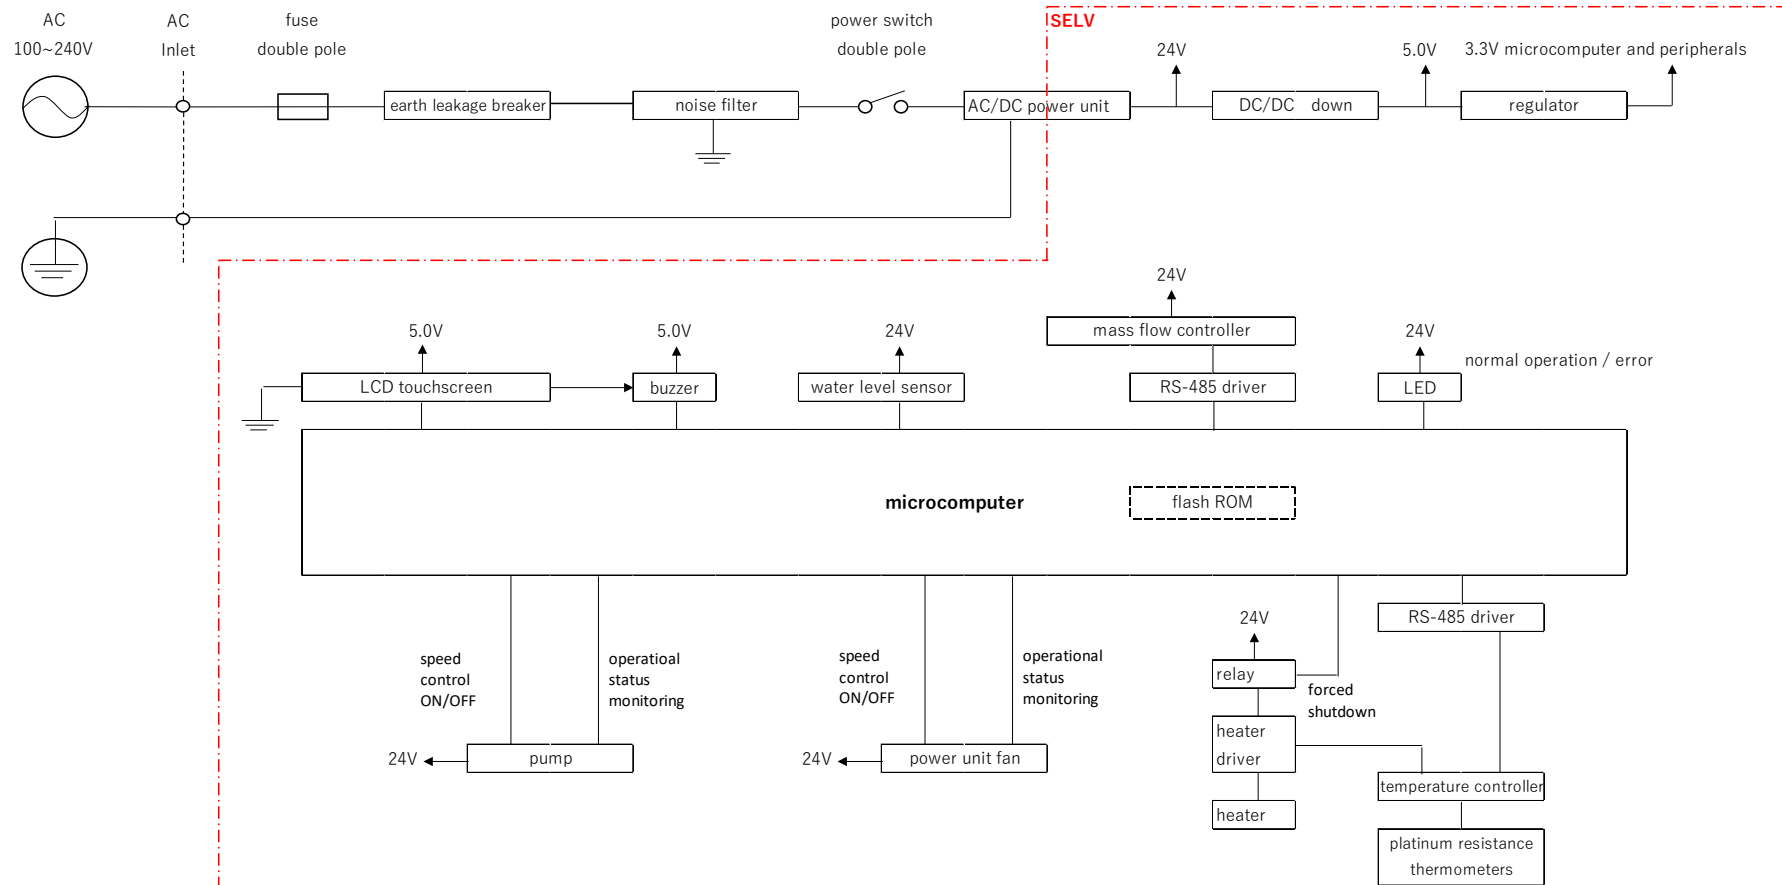 AC
100~240V
AC
Inlet
fuse
double pole
power switch
double pole
SELV
24V
5.0V
3.3V microcomputer and peripherals
earth leakage breaker
noise filter
AC/DC power unit
DC/DC down
regulator
24V
mass flow controller
5.0V
5.0V
24V
24V
normal operation / error
LCD touchscreen
buzzer
water level sensor
RS-485 driver
LED
microcomputer
flash ROM
speed
control
ON/OFF
operatioal
status
monitoring
speed
control
ON/OFF
operational
status
monitoring
24V
RS-485 driver
relay
forced
shutdown
heater
driver
24V
pump
24V
power unit fan
temperature controller
heater
platinum resistance
thermometers